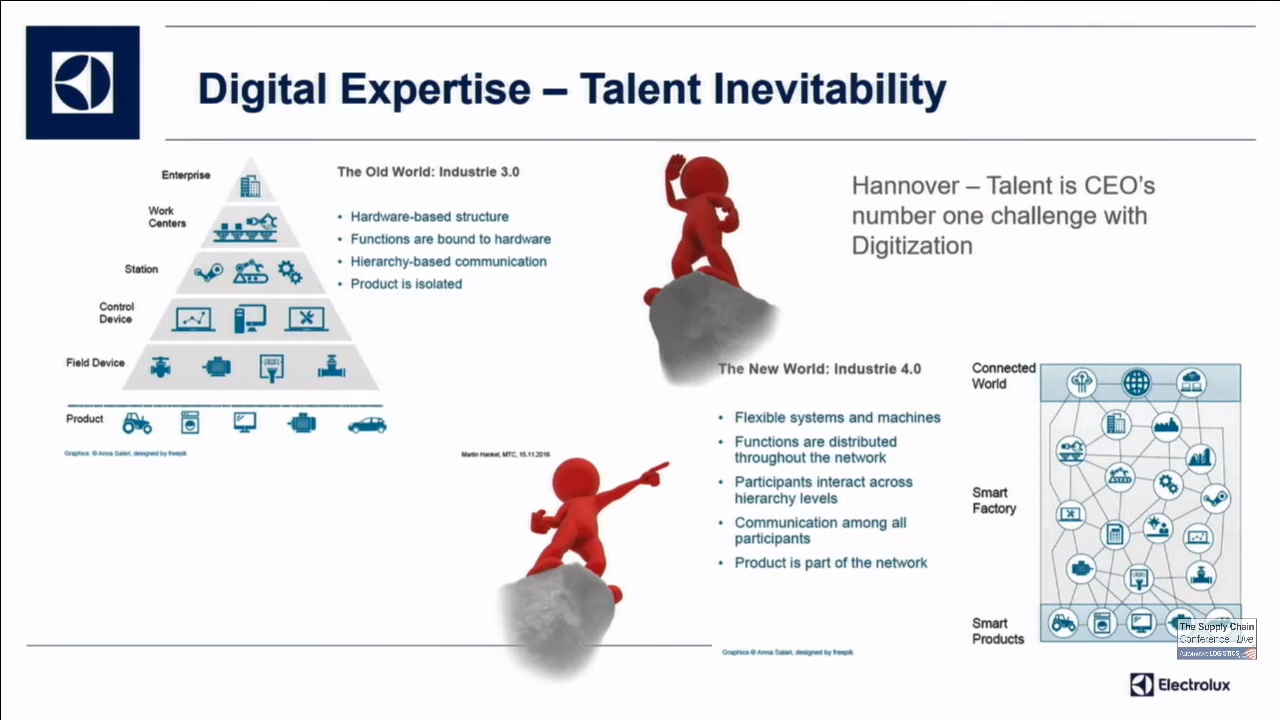 Digital Expertise – Talent Inevitability
Enterprise
Work
Centers
Station
Control
Device
Field Device
Product
Graphics © Anna Salari, designed by freepik
The Old World: Industrie 3.0
• Hardware-based structure
• Functions are bound to hardware
• Hierarchy-based communication
• Product is isolated
Martin Hankel, MTC, 15.11.2016
Hannover – Talent is CEO's
number one challenge with
Digitization
The New World: Industrie 4.0
• Flexible systems and machines
• Functions are distributed
throughout the network
• Participants interact across
hierarchy levels
• Communication among all
participants
• Product is part of the network
Graphics © Anna Salari, designed by freepik
Connected
World
Smart
Factory
Smart
Products
The Supply Chain
Conference Live
Automotive LOGISTICS
Electrolux